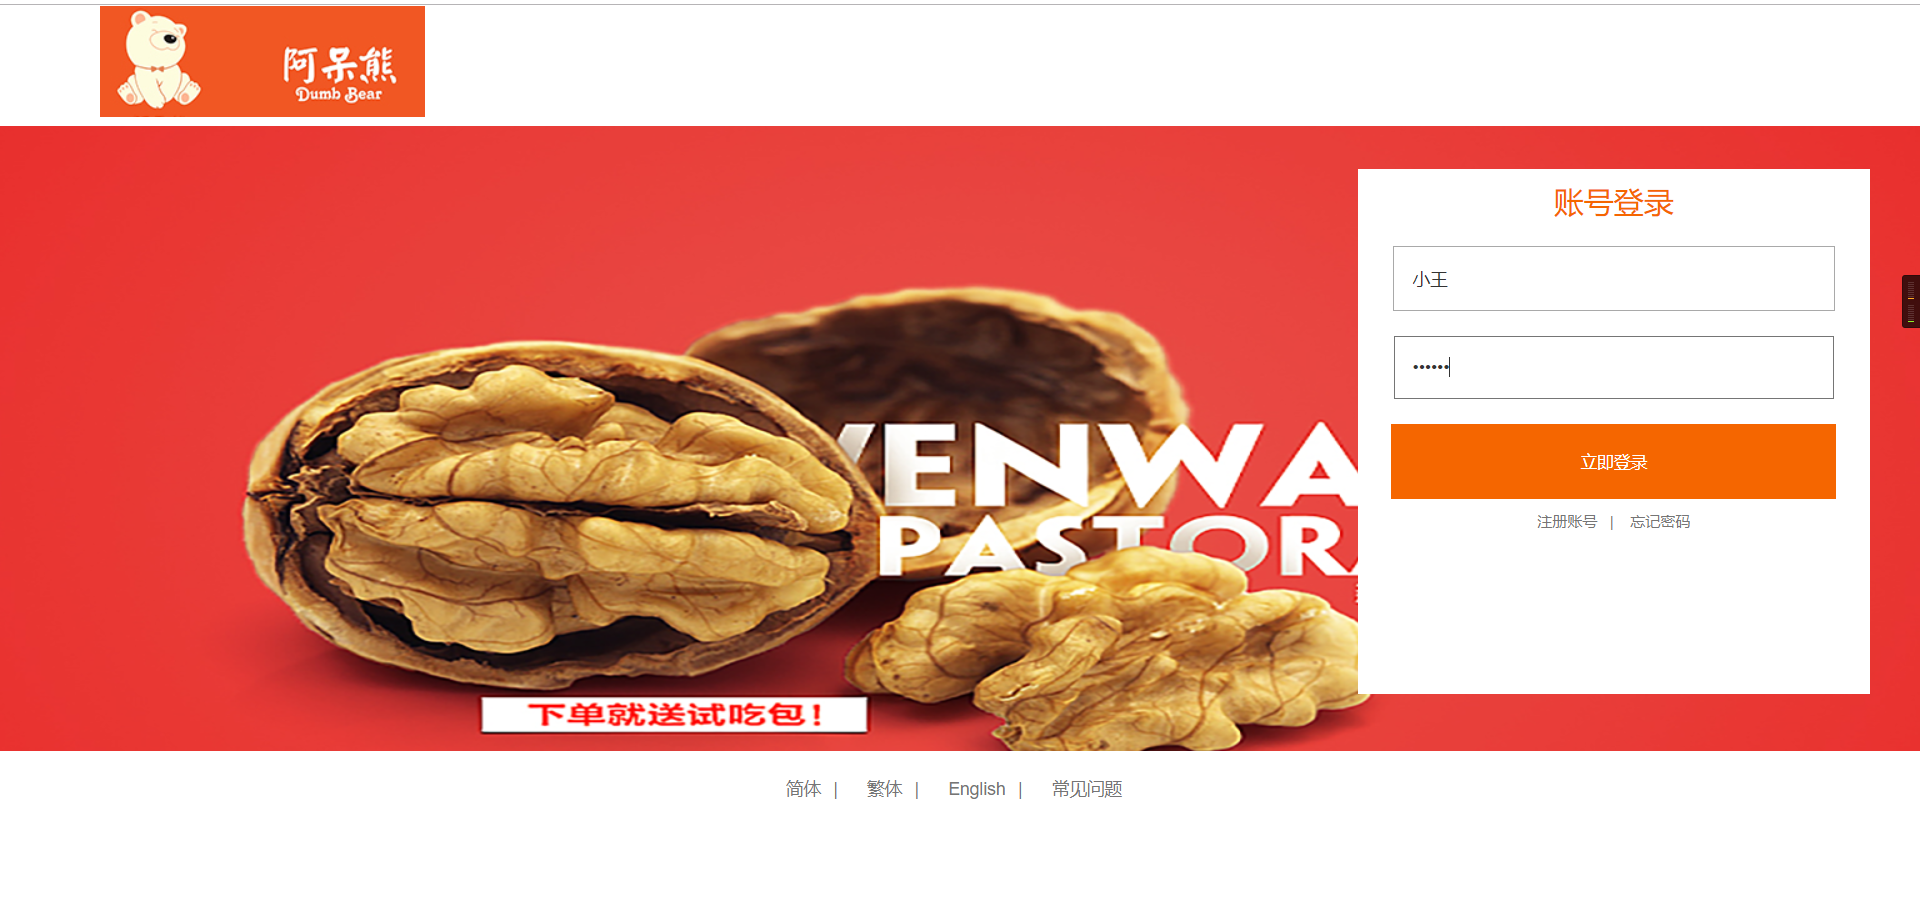 阿呆熊
Dumb Bear
账号登录
小王
••••••
立即登录
注册账号 | 忘记密码
VENWA
PASTORA
下单就送试吃包！
简体 | 繁体 | English | 常见问题